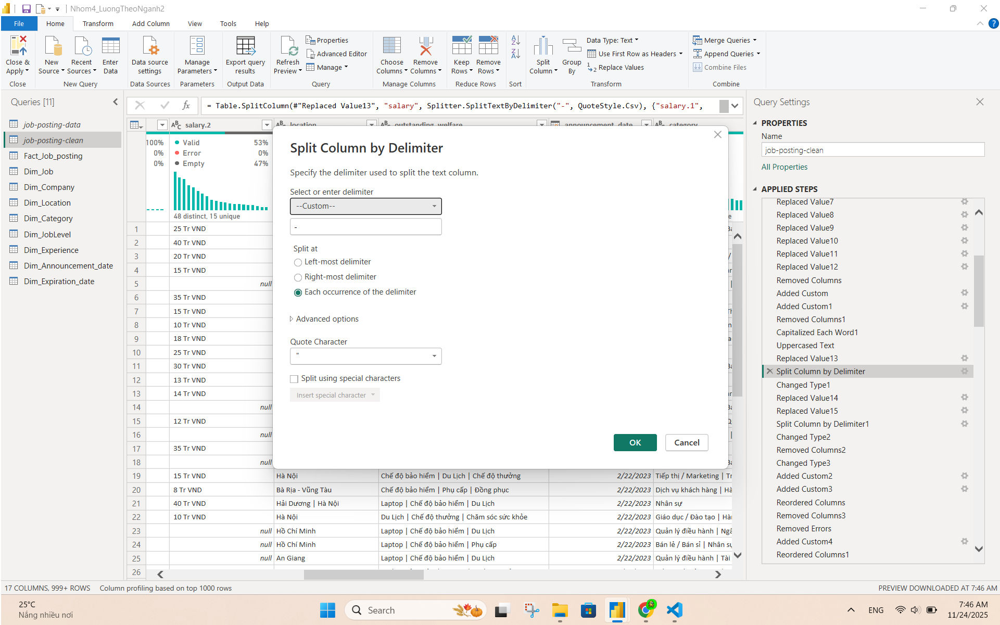 Nhom4_LuongTheoNganh2
File Home Transform Add Column View Tools Help
Close & Apply
New Source
Recent Sources
Enter Data
Data source settings
Manage Parameters
Export query results
Refresh Preview
Properties
Advanced Editor
Manage
Choose Columns
Remove Columns
Keep Rows
Remove Rows
Split Column
Group By
Data Type: Text
Use First Row as Headers
Replace Values
Merge Queries
Append Queries
Combine Files
Close New Query Data Sources Parameters Output Data Query Manage Columns Reduce Rows Sort Transform Combine
Queries [11]
job-posting-data
job-posting-clean
Fact_Job_posting
Dim_Job
Dim_Company
Dim_Location
Dim_Category
Dim_JobLevel
Dim_Experience
Dim_Announcement_date
Dim_Expiration_date
fx = Table.SplitColumn(#"Replaced Value13", "salary", Splitter.SplitTextByDelimiter("-", QuoteStyle.Csv), {"salary.1",
ABC salary.2 location outstanding_welfare announcement_date category
100% Valid 53%
0% Error 0%
0% Empty 47%
48 distinct, 15 unique
1 25 Tr VND
2 40 Tr VND
3 20 Tr VND
4 15 Tr VND
5 null
6 35 Tr VND
7 15 Tr VND
8 10 Tr VND
9 18 Tr VND
10 25 Tr VND
11 30 Tr VND
12 13 Tr VND
13 14 Tr VND
14 null
15 12 Tr VND
16 null
17 35 Tr VND
18 null
19 15 Tr VND Hà Nội Chế độ bảo hiểm | Du Lịch | Chế độ thưởng 2/22/2023 Tiếp thị / Marketing | Tr
20 8 Tr VND Bà Rịa - Vũng Tàu Chế độ bảo hiểm | Phụ cấp | Đồng phục 2/22/2023 Dịch vụ khách hàng | Hà
21 40 Tr VND Hải Dương | Hà Nội Laptop | Chế độ bảo hiểm | Du Lịch 2/22/2023 Nhân sự
22 10 Tr VND Hà Nội Du Lịch | Chế độ thưởng | Chăm sóc sức khỏe 2/22/2023 Giáo dục / Đào tạo | Hàn
23 null Hồ Chí Minh Laptop | Chế độ bảo hiểm | Du Lịch 2/22/2023 Quản lý điều hành | Ngâ
24 null Hồ Chí Minh Laptop | Chế độ bảo hiểm | Phụ cấp 2/22/2023 Bán lẻ / Bán sỉ | Nhân sự
25 null An Giang Laptop | Chế độ bảo hiểm | Du Lịch 2/22/2023 Quản lý điều hành | Tài
26
Split Column by Delimiter
Specify the delimiter used to split the text column.
Select or enter delimiter
--Custom--
-
Split at
Left-most delimiter
Right-most delimiter
Each occurrence of the delimiter
Advanced options
Quote Character
"
Split using special characters
Insert special character
OK Cancel
Query Settings
PROPERTIES
Name
job-posting-clean
All Properties
APPLIED STEPS
Replaced Value7
Replaced Value8
Replaced Value9
Replaced Value10
Replaced Value11
Replaced Value12
Removed Columns
Added Custom
Added Custom1
Removed Columns1
Capitalized Each Word1
Uppercased Text
Replaced Value13
Split Column by Delimiter
Changed Type1
Replaced Value14
Replaced Value15
Split Column by Delimiter1
Changed Type2
Removed Columns2
Changed Type3
Added Custom2
Added Custom3
Reordered Columns
Removed Columns3
Removed Errors
Added Custom4
Reordered Columns1
17 COLUMNS, 999+ ROWS Column profiling based on top 1000 rows PREVIEW DOWNLOADED AT 7:46 AM
25°C
Nắng nhiều nơi
Search
ENG
7:46 AM
11/24/2025